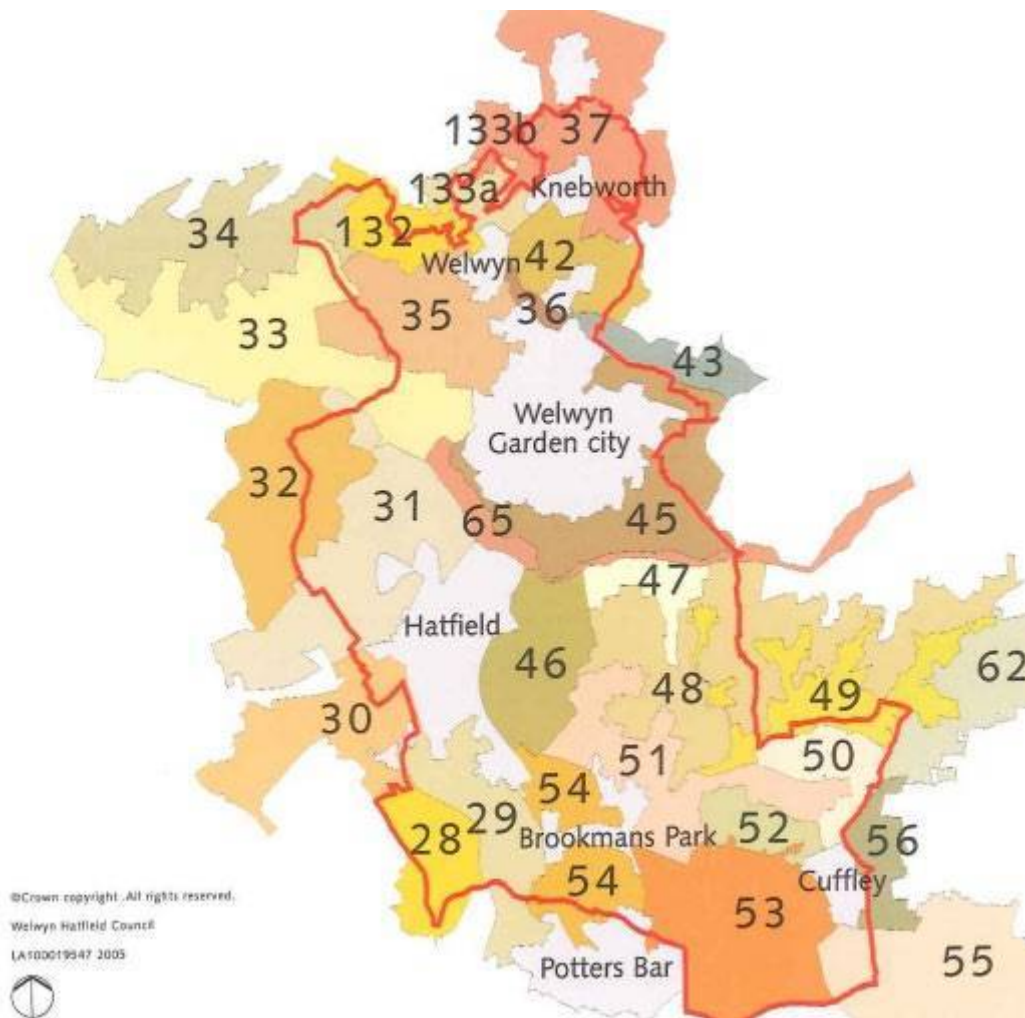 133b 37
Knebworth
133a
34
132
Welwyn 42
36
35
33
43
Welwyn
Garden city
32
31
65
45
47
Hatfield
46
62
48
49
30
51
50
54
29
52
28
Brookmans Park
56
54
Cuffley
53
©Crown copyright .All rights reserved.
Welwyn Hatfield Council
LA100019547 2005
Potters Bar
55